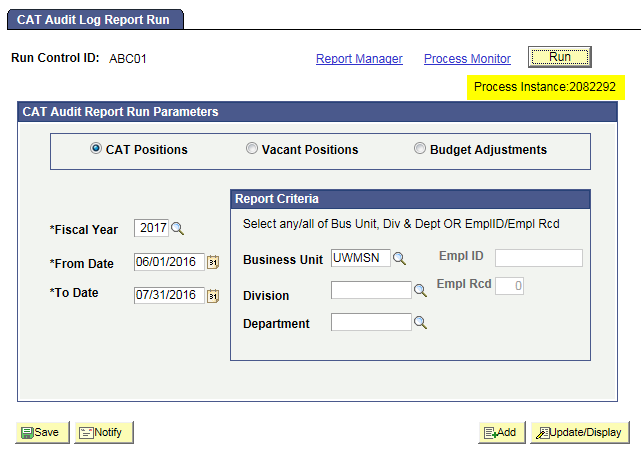 CAT Audit Log Report Run
Run Control ID: ABC01 Report Manager Process Monitor Run
Process Instance:2082292
CAT Audit Report Run Parameters
CAT Positions Vacant Positions Budget Adjustments
Report Criteria
Select any/all of Bus Unit, Div & Dept OR EmplID/Empl Rcd
*Fiscal Year 2017
*From Date 06/01/2016 31
*To Date 07/31/2016 31
Business Unit UWMSN Empl ID
Division Empl Rcd 0
Department
Save Notify Add Update/Display